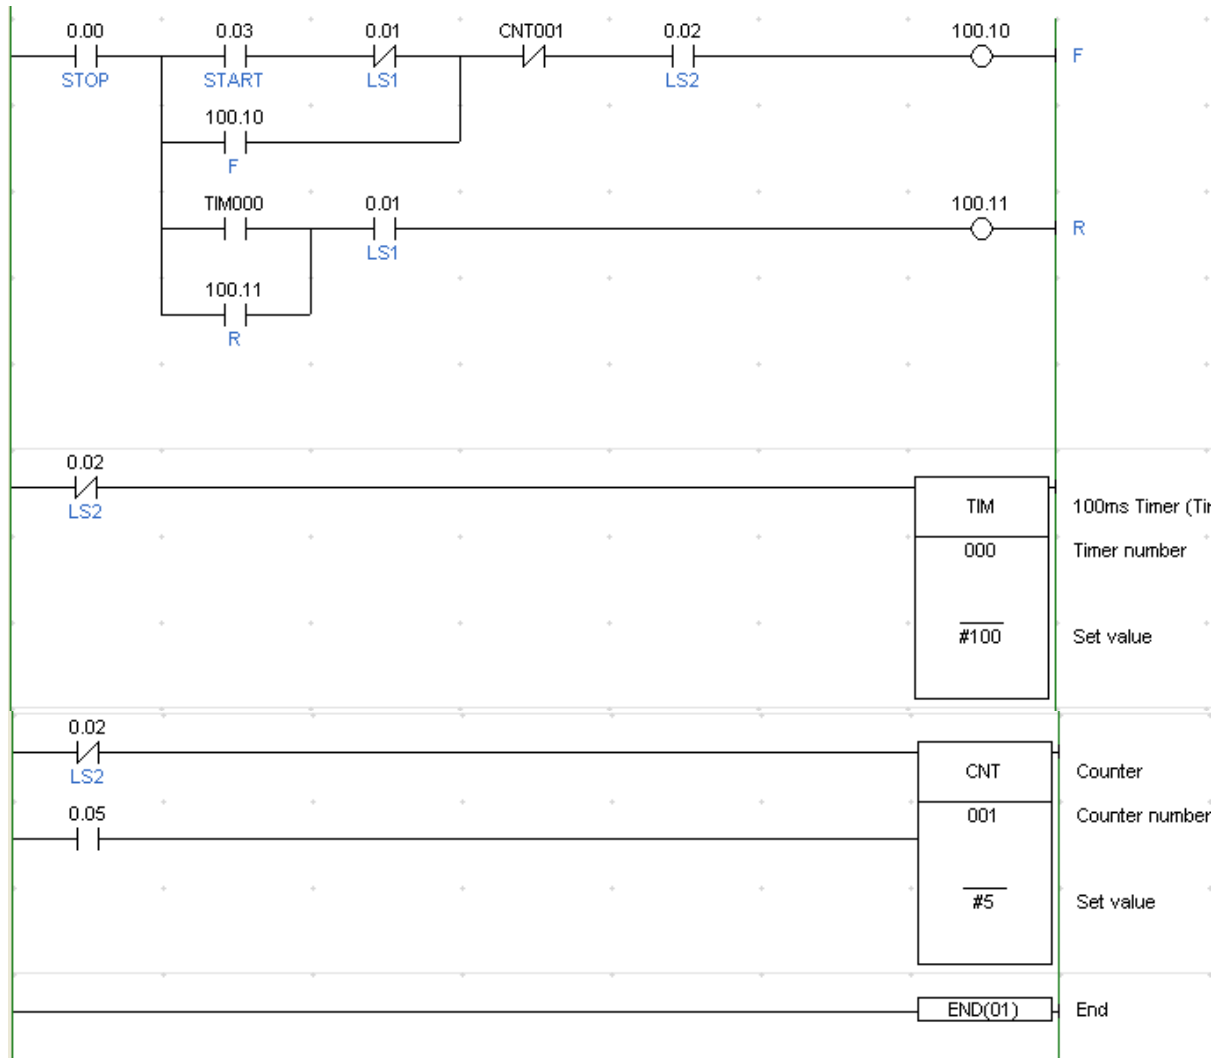 0.00 0.03 0.01 CNT001 0.02 100.10
F
STOP START LS1 LS2
100.10
F
TIM000 0.01 100.11
R
LS1
100.11
R
0.02
LS2
TIM 100ms Timer (Tir
000 Timer number
#100 Set value
0.02
LS2
CNT Counter
0.05
001 Counter number
#5 Set value
END(01) End